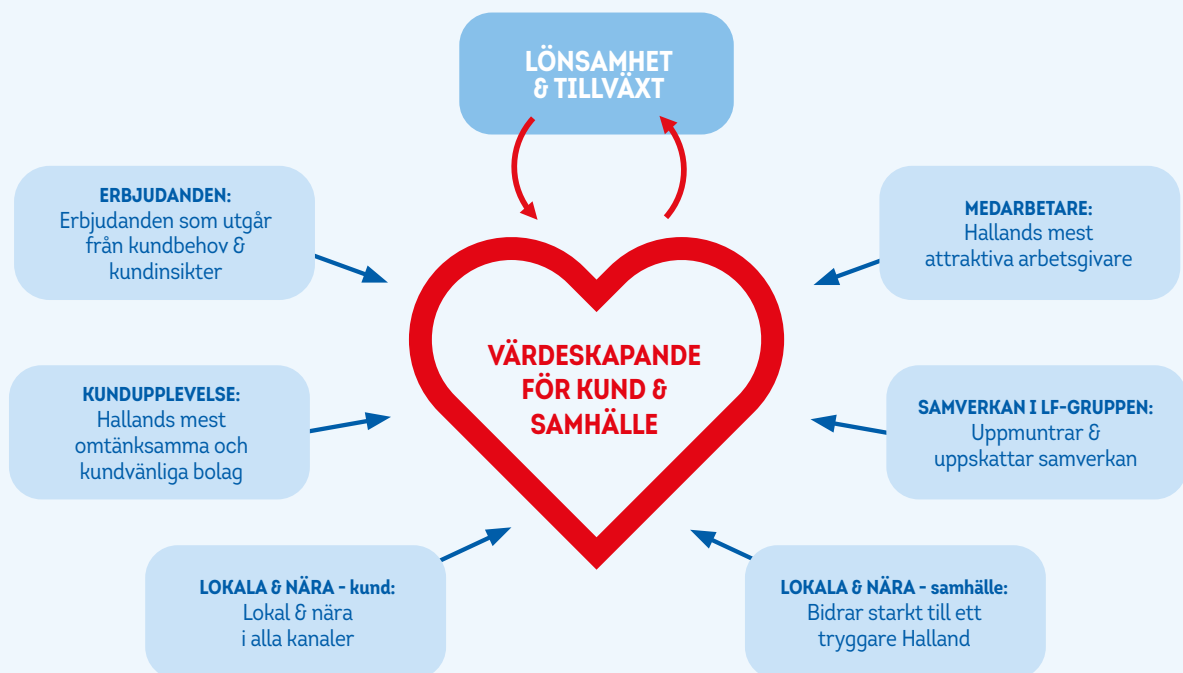 LÖNSAMHET
& TILLVÄXT
ERBJUDANDEN:
Erbjudanden som utgår
från kundbehov &
kundinsikter
MEDARBETARE:
Hallands mest
attraktiva arbetsgivare
VÄRDESKAPANDE
FÖR KUND &
SAMHÄLLE
KUNDUPPLEVELSE:
Hallands mest
omtänksamma och
kundvänliga bolag
SAMVERKAN I LF-GRUPPEN:
Uppmuntrar &
uppskattar samverkan
LOKALA & NÄRA - kund:
Lokal & nära
i alla kanaler
LOKALA & NÄRA - samhälle:
Bidrar starkt till ett
tryggare Halland